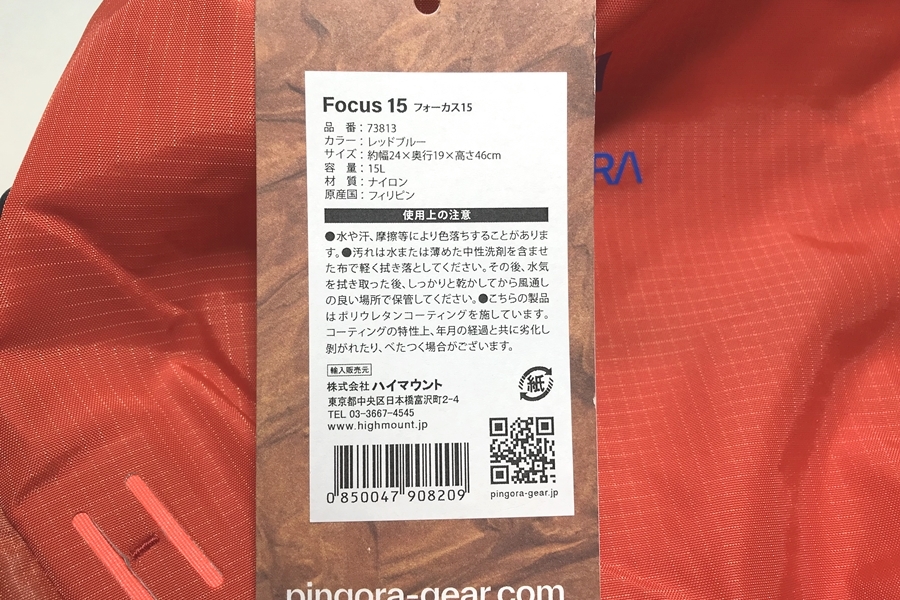 Focus 15 フォーカス15
品 番：73813
カラー：レッドブルー
サイズ：約幅24×奥行19×高さ46cm
容 量：15L
材 質：ナイロン
原産国：フィリピン
使用上の注意
●水や汗、摩擦等により色落ちすることがありま
す。●汚れは水または薄めた中性洗剤を含ませ
た布で軽く拭き落としてください。その後、水気
を拭き取った後、しっかりと乾かしてから風通し
の良い場所で保管してください。●こちらの製品
はポリウレタンコーティングを施しています。
コーティングの特性上、年月の経過と共に劣化し
剝がれたり、べたつく場合がございます。
輸入販売元
株式会社 ハイマウント
東京都中央区日本橋富沢町2-4
TEL 03-3667-4545
www.highmount.jp
紙
0 850047 908209
pingora-gear.jp
pingora-gear.com
RA